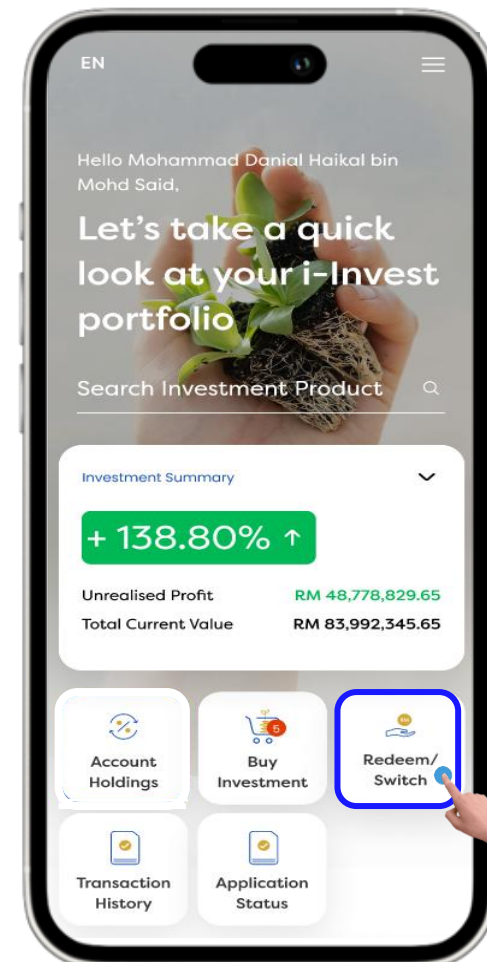 EN
Hello Mohammad Danial Haikal bin
Mohd Said,
Let's take a quick
look at your i-Invest
portfolio
Search Investment Product
Investment Summary
+ 138.80% ↑
Unrealised Profit RM 48,778,829.65
Total Current Value RM 83,992,345.65
5
RM
Account
Holdings
Buy
Investment
Redeem/
Switch
Transaction
History
Application
Status